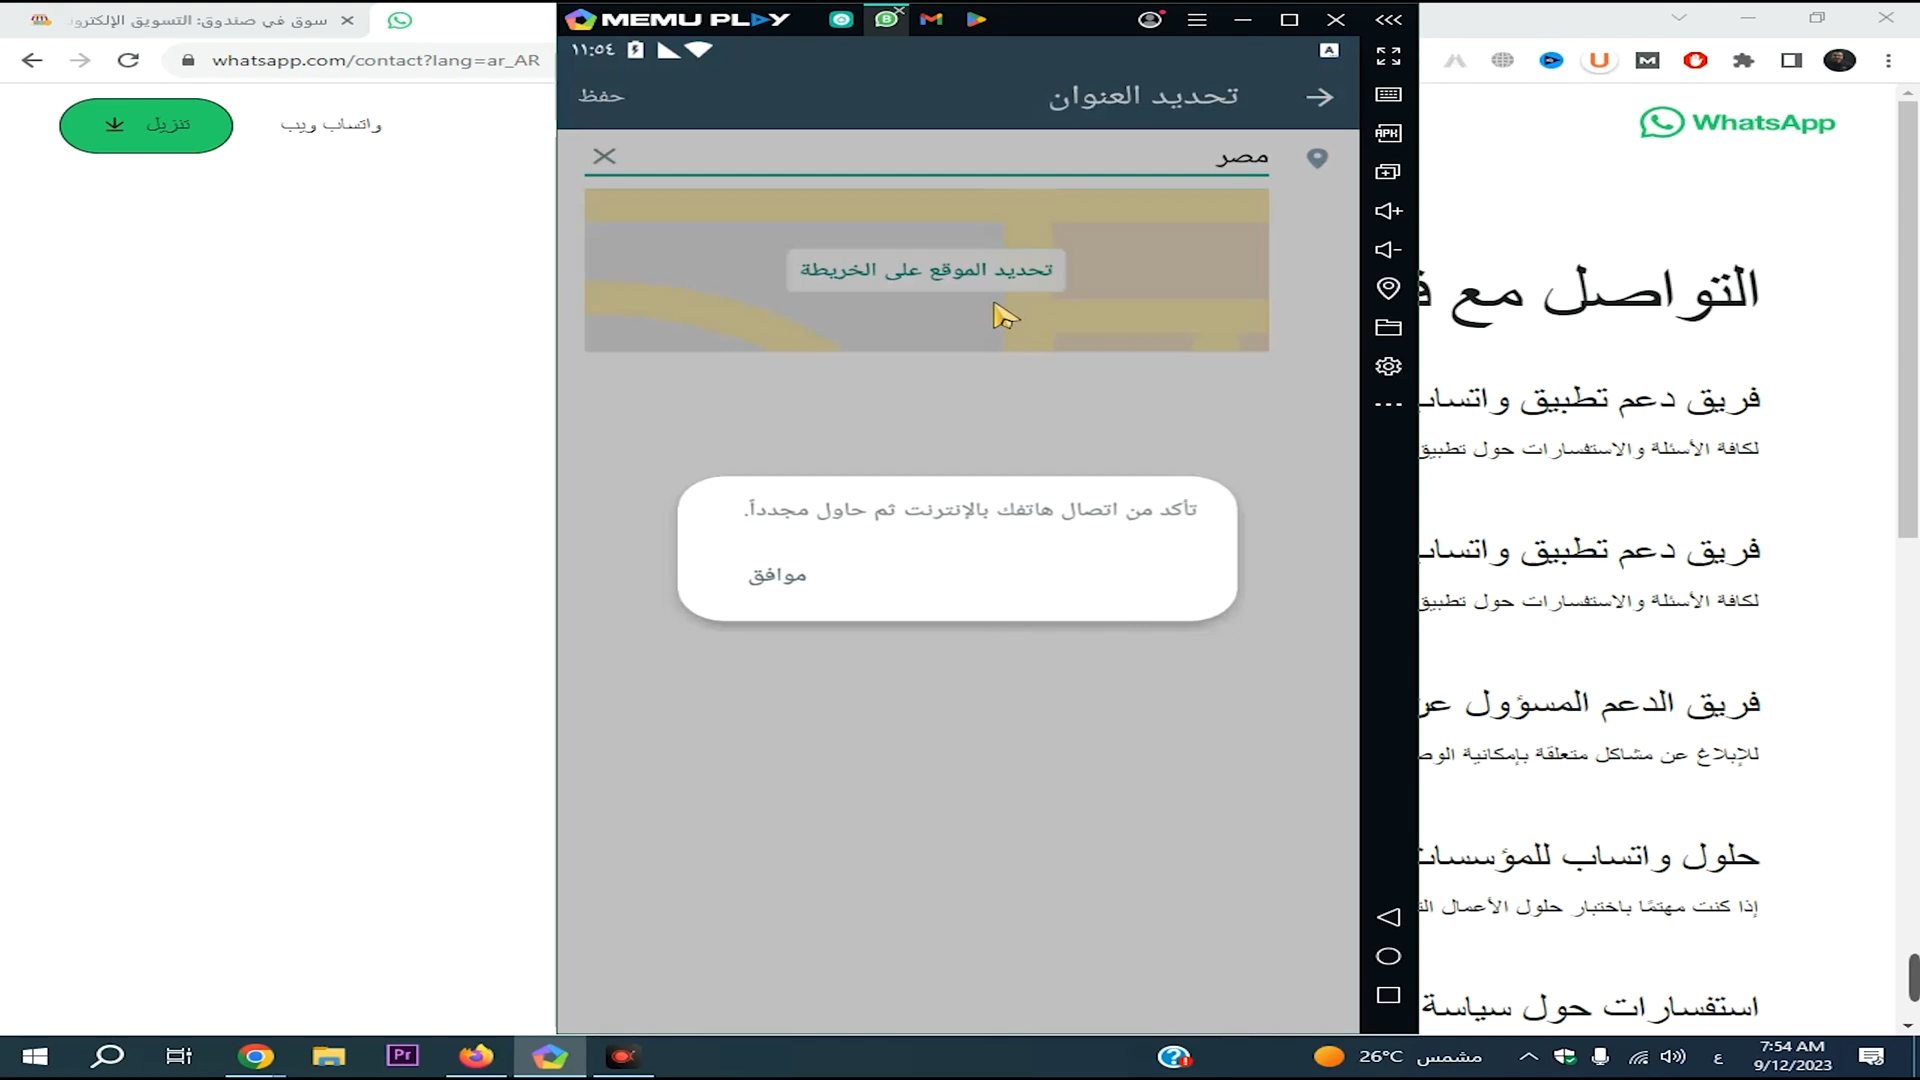 سوق في صندوق: التسويق الإلكترو
MEMU PLAY
whatsapp.com/contact?lang=ar_AR
١١:٥٤
A
تحديد العنوان
حفظ
APK
تنزيل
واتساب ويب
WhatsApp
مصر
تحديد الموقع على الخريطة
التواصل مع
فريق دعم تطبيق واتساب
لكافة الأسئلة والاستفسارات حول تطبيق
تأكد من اتصال هاتفك بالإنترنت ثم حاول مجدداً.
موافق
فريق دعم تطبيق واتساب
لكافة الأسئلة والاستفسارات حول تطبيق
فريق الدعم المسؤول عن
للإبلاغ عن مشاكل متعلقة بإمكانية
حلول واتساب للمؤسسات
إذا كنت مهتمًا باختبار حلول الأعمال
استفسارات حول سياسة
Pr
26°C مشمس
ع
7:54 AM
9/12/2023